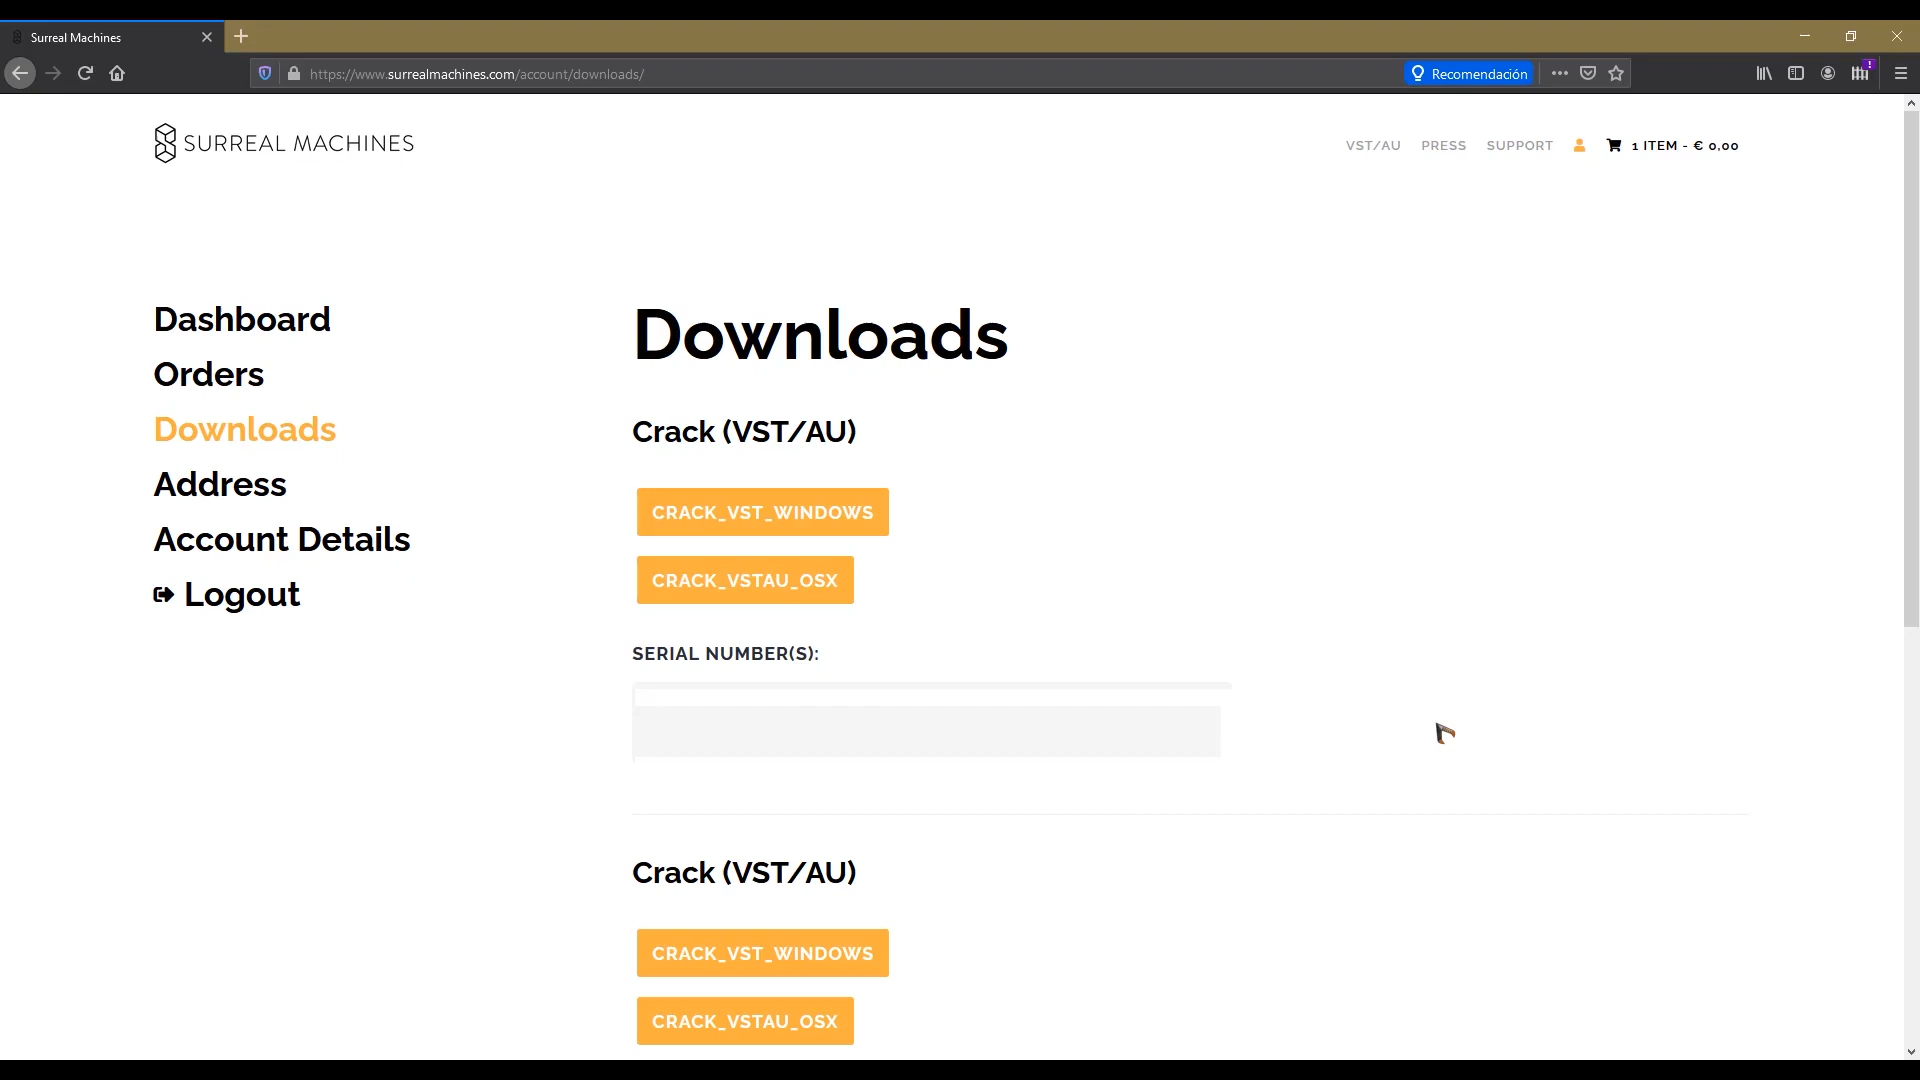 Surreal Machines
https://www.surrealmachines.com/account/downloads/
Recomendación
SURREAL MACHINES
VST/AU
PRESS
SUPPORT
1 ITEM - € 0,00
Dashboard
Orders
Downloads
Address
Account Details
Logout
Downloads
Crack (VST/AU)
CRACK_VST_WINDOWS
CRACK_VSTAU_OSX
SERIAL NUMBER(S):
Crack (VST/AU)
CRACK_VST_WINDOWS
CRACK_VSTAU_OSX